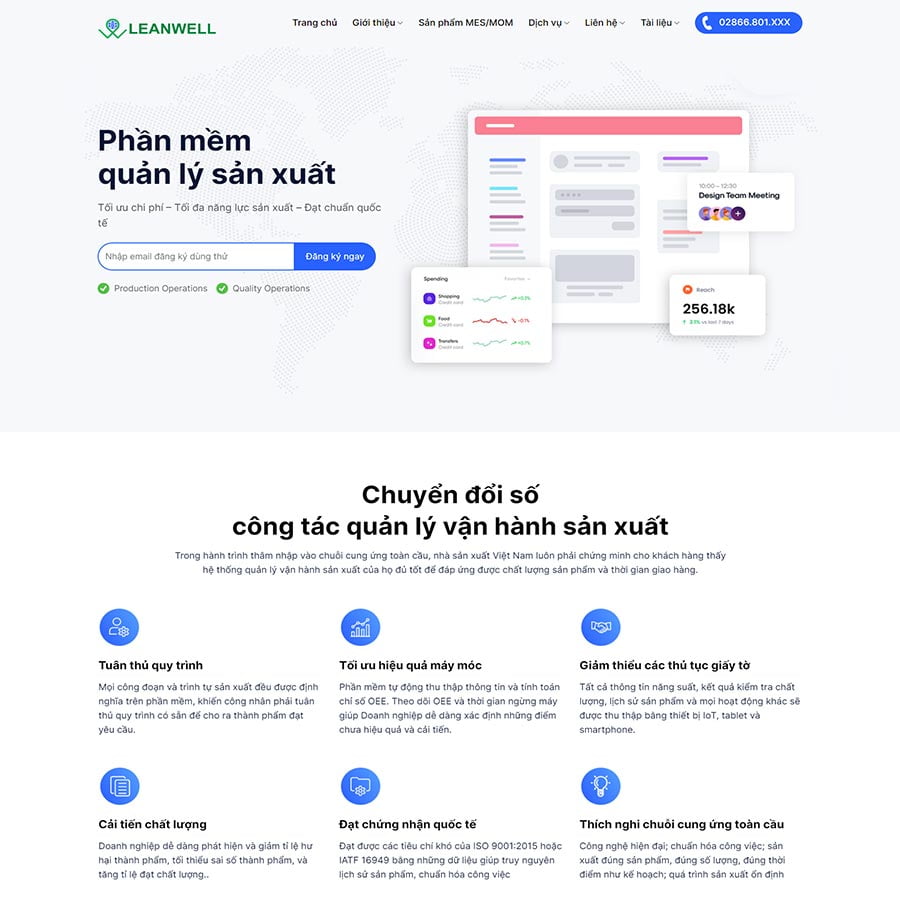 LEANWELL
Trang chủ
Giới thiệu
Sản phẩm MES/MOM
Dịch vụ
Liên hệ
Tài liệu
02866.801.XXX
Phần mềm
quản lý sản xuất
Tối ưu chi phí – Tối đa năng lực sản xuất – Đạt chuẩn quốc
tế
Nhập email đăng ký dùng thử
Đăng ký ngay
Production Operations
Quality Operations
10:00 – 12:30
Design Team Meeting
Spending
Favorites
Shopping
Credit card
+0.2%
Food
Credit card
-0.1%
Transfers
Credit card
+0.1%
Reach
256.18k
2.1% vs last 7 days
Chuyển đổi số
công tác quản lý vận hành sản xuất
Trong hành trình thâm nhập vào chuỗi cung ứng toàn cầu, nhà sản xuất Việt Nam luôn phải chứng minh cho khách hàng thấy
hệ thống quản lý vận hành sản xuất của họ đủ tốt để đáp ứng được chất lượng sản phẩm và thời gian giao hàng.
Tuân thủ quy trình
Mọi công đoạn và trình tự sản xuất đều được định
nghĩa trên phần mềm, khiến công nhân phải tuân
thủ quy trình có sẵn để cho ra thành phẩm đạt
yêu cầu.
Tối ưu hiệu quả máy móc
Phần mềm tự động thu thập thông tin và tính toán
chỉ số OEE. Theo dõi OEE và thời gian ngừng máy
giúp Doanh nghiệp dễ dàng xác định những điểm
chưa hiệu quả và cải tiến.
Giảm thiểu các thủ tục giấy tờ
Tất cả thông tin năng suất, kết quả kiểm tra chất
lượng, lịch sử sản phẩm và mọi hoạt động khác sẽ
được thu thập bằng thiết bị IoT, tablet và
smartphone.
Cải tiến chất lượng
Doanh nghiệp dễ dàng phát hiện và giảm tỉ lệ hư
hại thành phẩm, tối thiểu sai số thành phẩm, và
tăng tỉ lệ đạt chất lượng..
Đạt chứng nhận quốc tế
Đạt được các tiêu chí khó của ISO 9001:2015 hoặc
IATF 16949 bằng những dữ liệu giúp truy nguyên
lịch sử sản phẩm, chuẩn hóa công việc
Thích nghi chuỗi cung ứng toàn cầu
Công nghệ hiện đại; chuẩn hóa công việc; sản
xuất đúng sản phẩm, đúng số lượng, đúng thời
điểm như kế hoạch; quá trình sản xuất ổn định